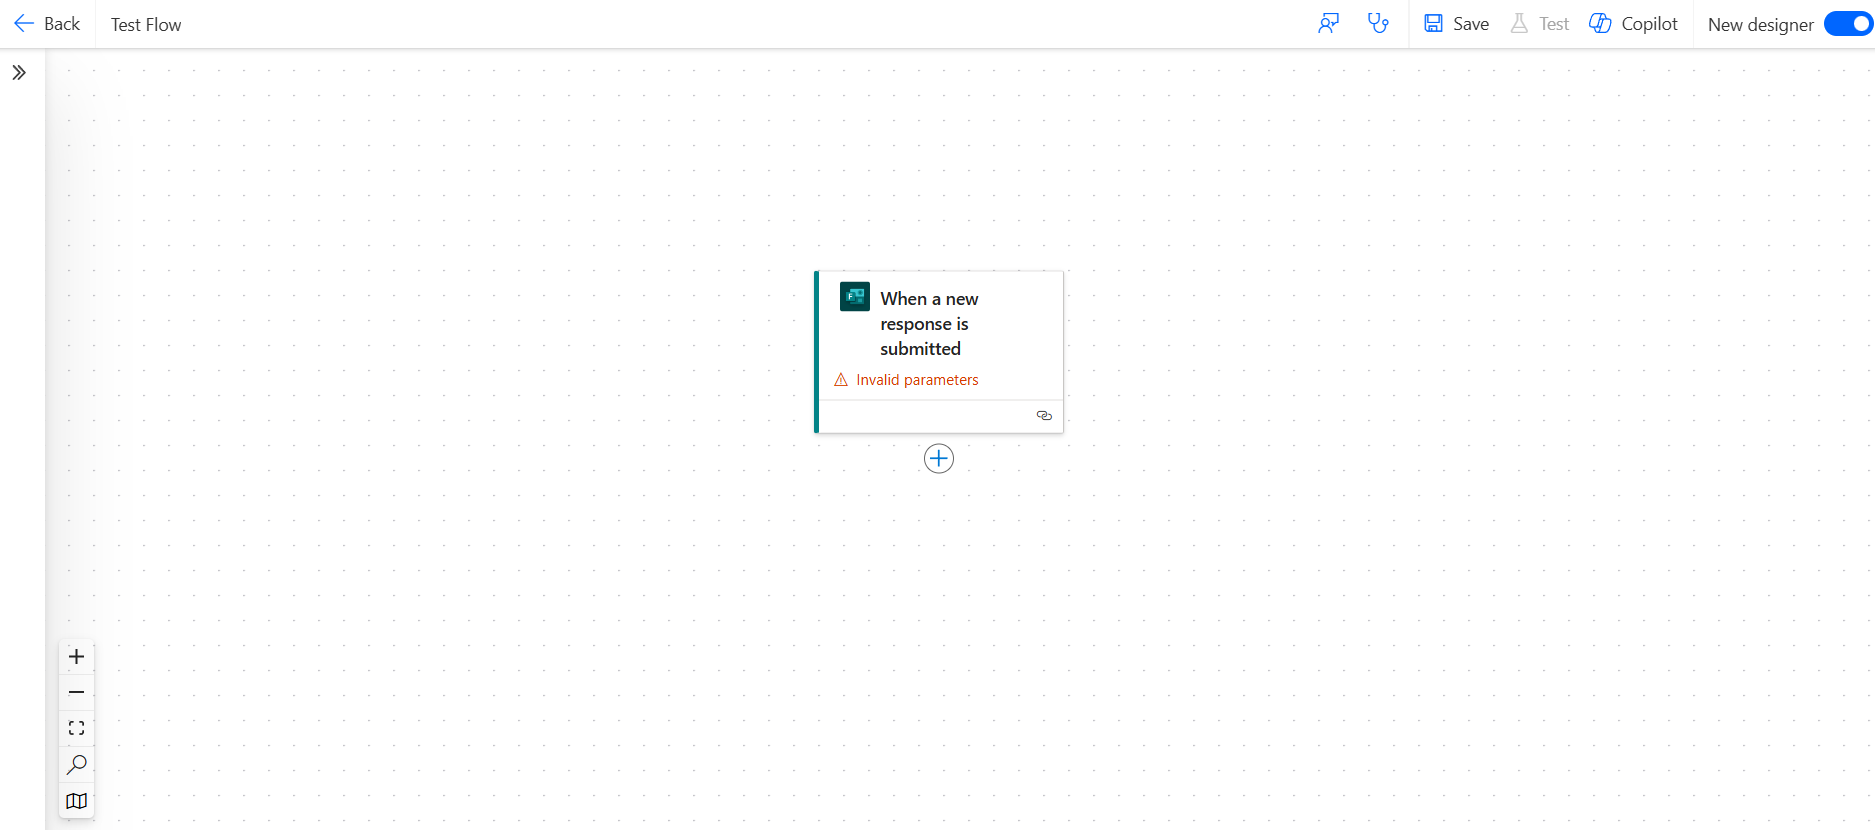 Back
Test Flow
Save
Test
Copilot
New designer
F
When a new
response is
submitted
Invalid parameters